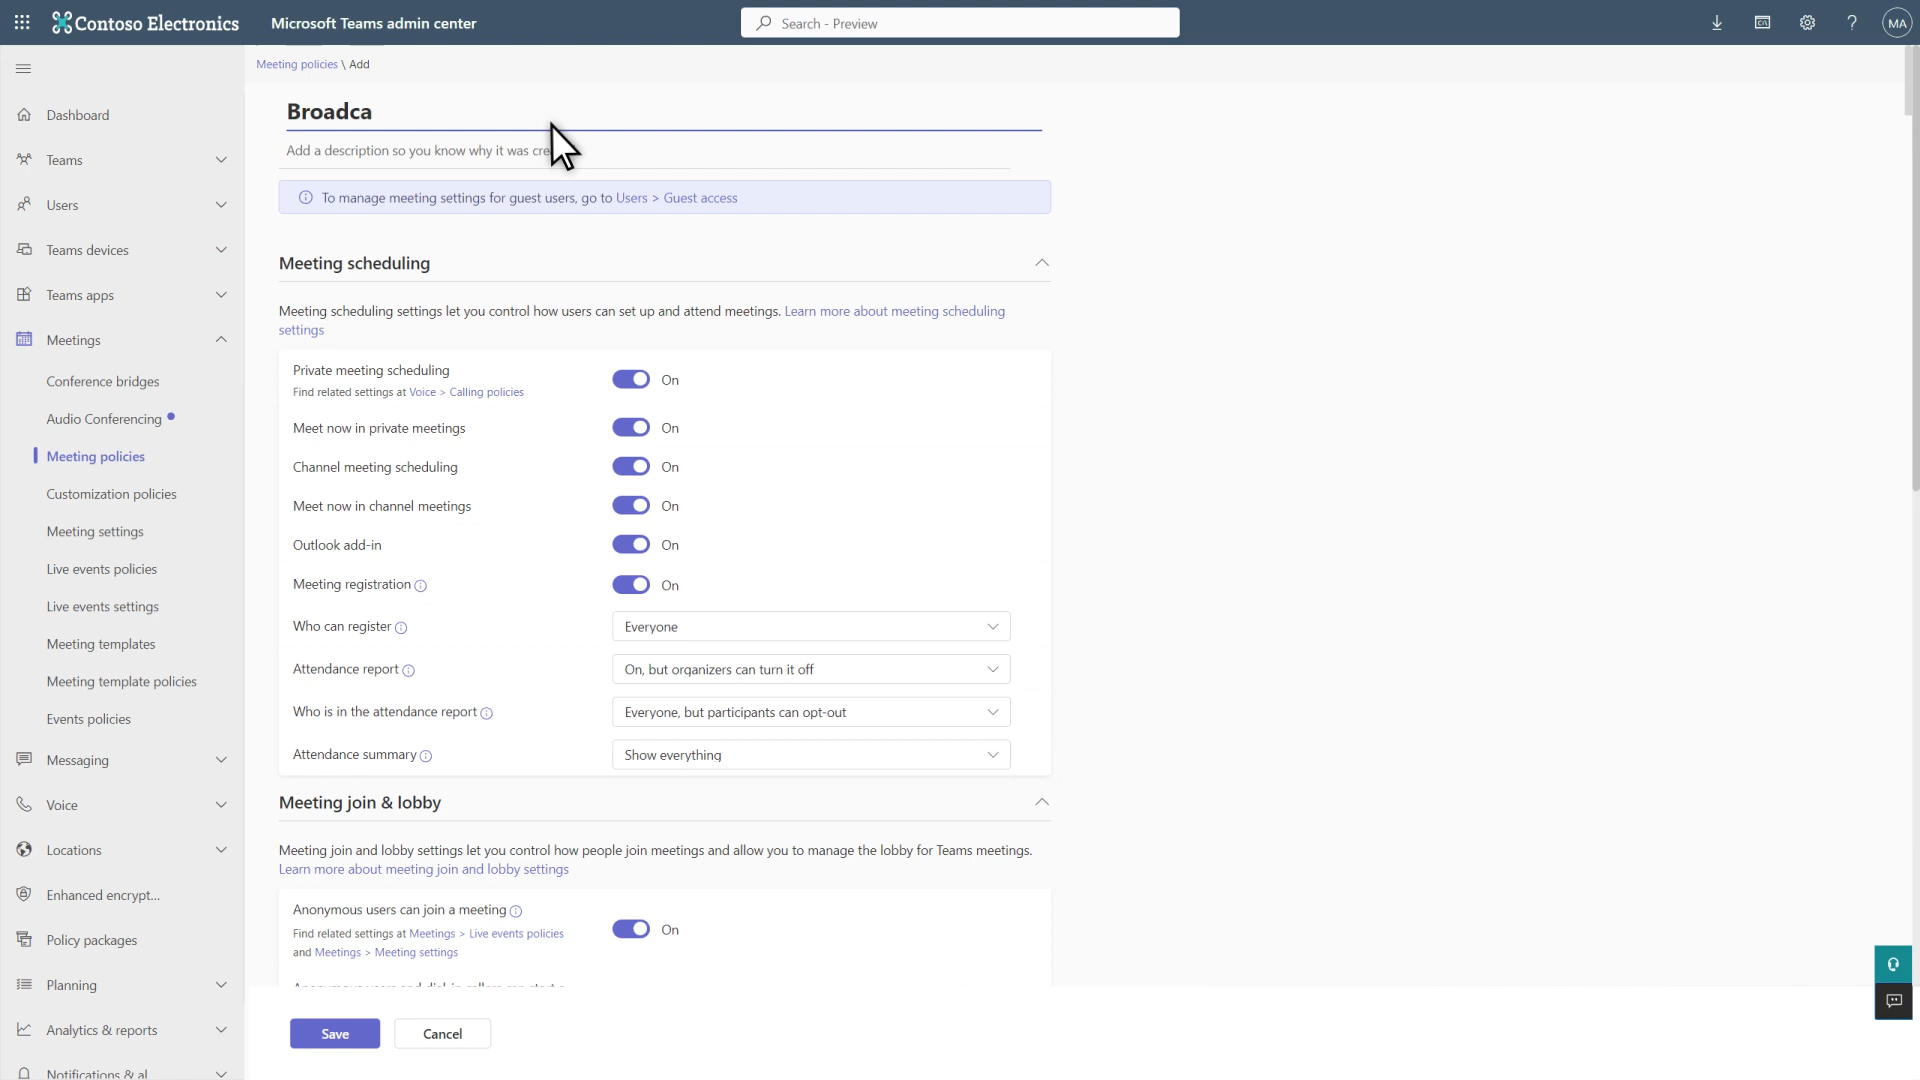 Contoso Electronics
Microsoft Teams admin center
Search - Preview
MA
Meeting policies \ Add
Dashboard
Teams
Users
Teams devices
Teams apps
Meetings
Conference bridges
Audio Conferencing
Meeting policies
Customization policies
Meeting settings
Live events policies
Live events settings
Meeting templates
Meeting template policies
Events policies
Messaging
Voice
Locations
Enhanced encrypt...
Policy packages
Planning
Analytics & reports
Notifications & al
Broadca
Add a description so you know why it was cre
To manage meeting settings for guest users, go to Users > Guest access
Meeting scheduling
Meeting scheduling settings let you control how users can set up and attend meetings. Learn more about meeting scheduling
settings
Private meeting scheduling
On
Find related settings at Voice > Calling policies
Meet now in private meetings
On
Channel meeting scheduling
On
Meet now in channel meetings
On
Outlook add-in
On
Meeting registration
On
Who can register
Everyone
Attendance report
On, but organizers can turn it off
Who is in the attendance report
Everyone, but participants can opt-out
Attendance summary
Show everything
Meeting join & lobby
Meeting join and lobby settings let you control how people join meetings and allow you to manage the lobby for Teams meetings.
Learn more about meeting join and lobby settings
Anonymous users can join a meeting
On
Find related settings at Meetings > Live events policies
and Meetings > Meeting settings
Save
Cancel